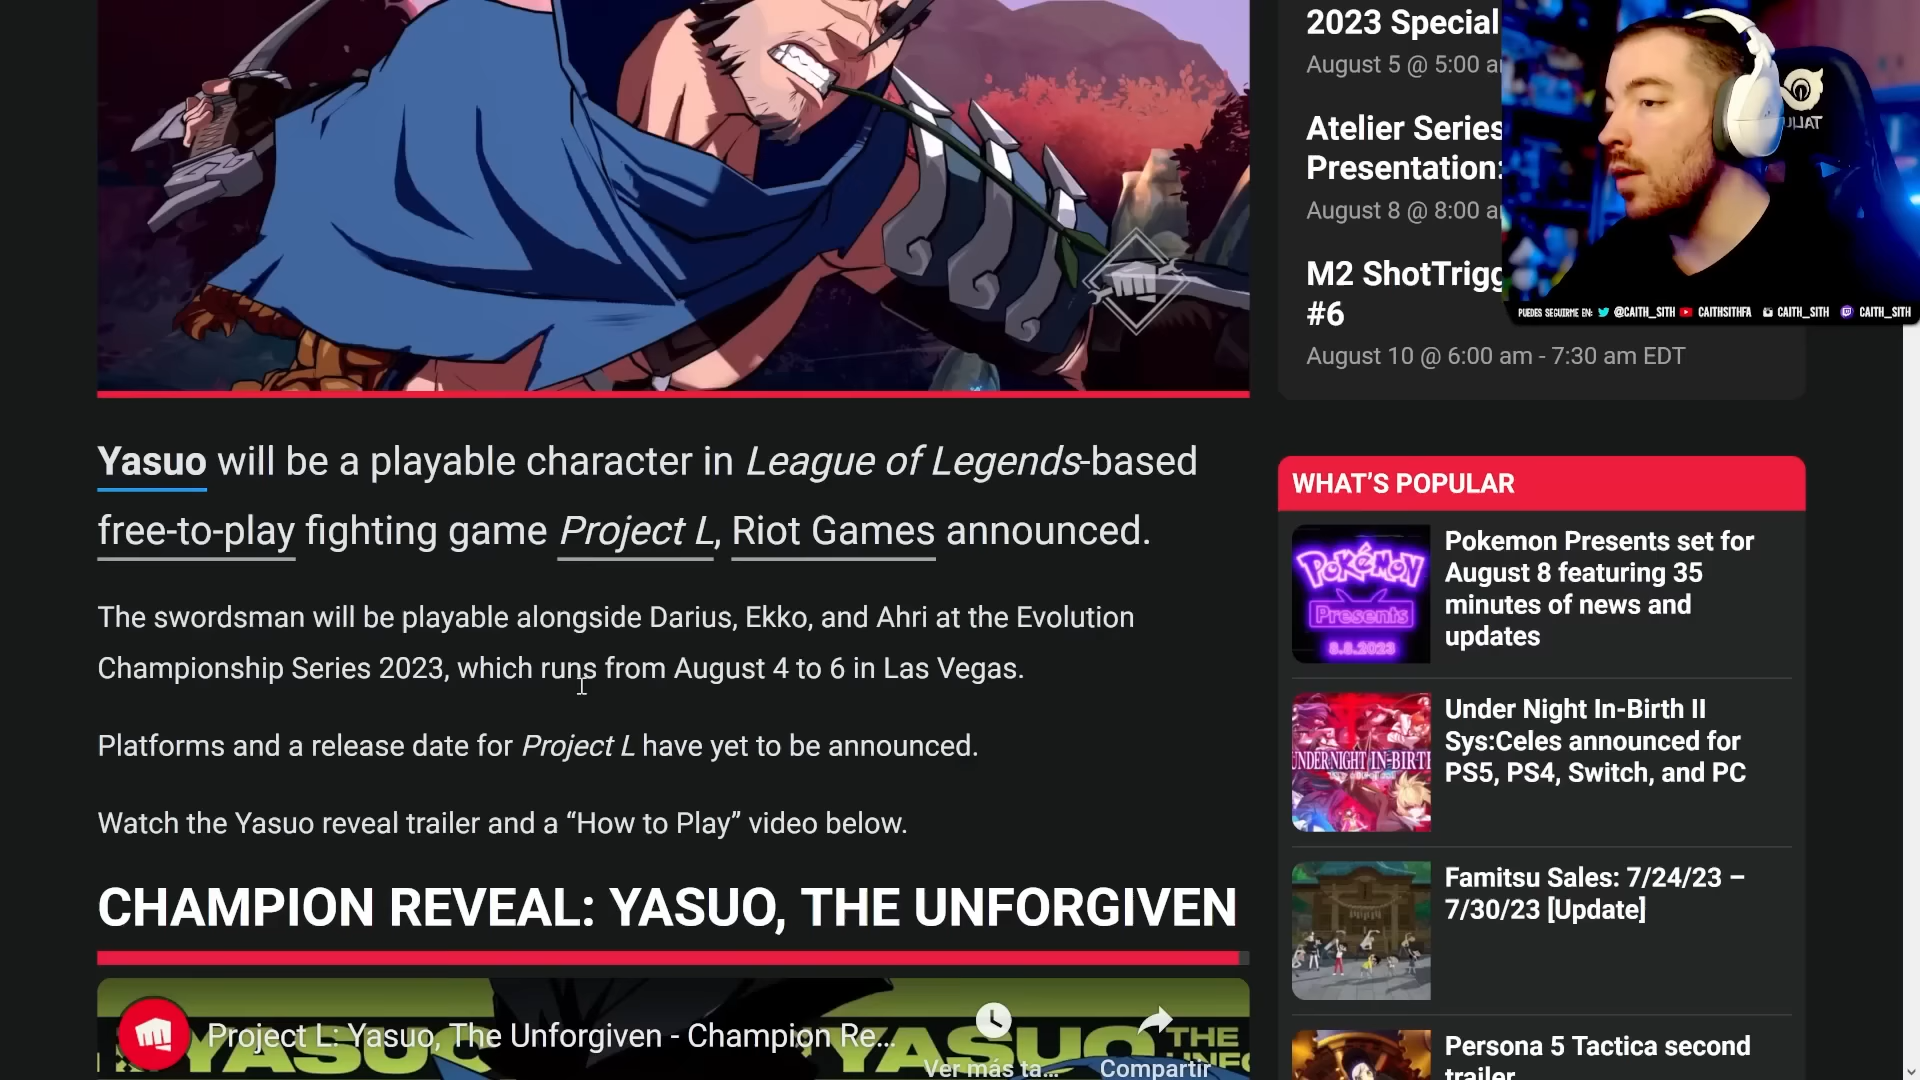 2023 Special
August 5 @ 5:00 a
Atelier Series
Presentation:
August 8 @ 8:00 a
M2 ShotTrigg
#6
August 10 @ 6:00 am - 7:30 am EDT
PUEDES SEGUIRME EN: @CAITH_SITH CAITHSITHFA CAITH_SITH CAITH_SITH
Yasuo will be a playable character in League of Legends-based
free-to-play fighting game Project L, Riot Games announced.
The swordsman will be playable alongside Darius, Ekko, and Ahri at the Evolution
Championship Series 2023, which runs from August 4 to 6 in Las Vegas.
Platforms and a release date for Project L have yet to be announced.
Watch the Yasuo reveal trailer and a “How to Play” video below.
CHAMPION REVEAL: YASUO, THE UNFORGIVEN
Project L: Yasuo, The Unforgiven - Champion Re...
YASUO
YASUO THE
UNFO
Ver más ta...
Compartir
WHAT’S POPULAR
POKéMON
Presents
8.8.2023
Pokemon Presents set for
August 8 featuring 35
minutes of news and
updates
UNDER NIGHT IN-BIRTH
Under Night In-Birth II
Sys:Celes announced for
PS5, PS4, Switch, and PC
Famitsu Sales: 7/24/23 –
7/30/23 [Update]
Persona 5 Tactica second
trailer